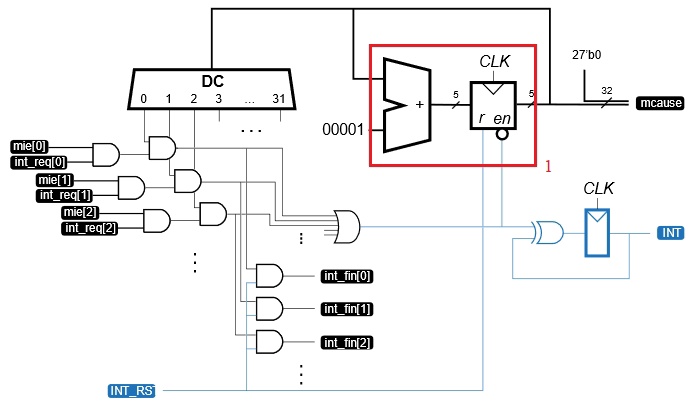 DC
0 1 2 3 ... 31
CLK
27'b0
5
5
32
mcause
+
r en
00001
1
mie[0]
int_req[0]
mie[1]
int_req[1]
mie[2]
int_req[2]
CLK
INT
int_fin[0]
int_fin[1]
int_fin[2]
INT_RS